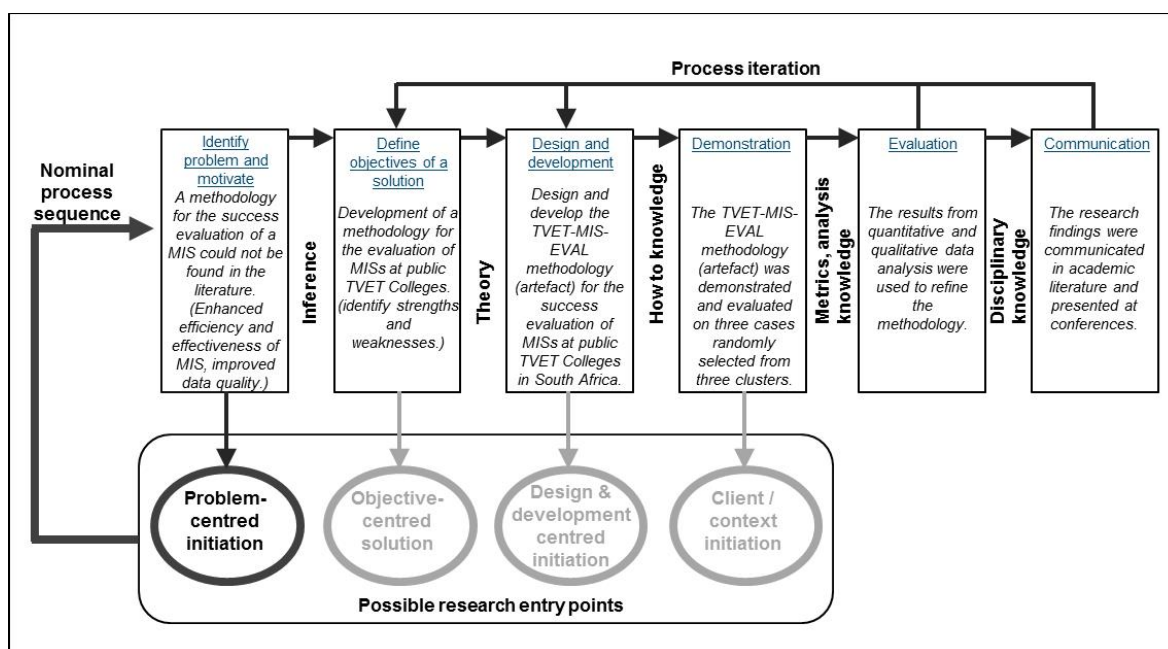 Process iteration
Nominal
process
sequence
Identify
problem and
motivate
A methodology
for the success
evaluation of a
MIS could not be
found in the
literature.
(Enhanced
efficiency and
effectiveness of
MIS, improved
data quality.)
Inference
Define
objectives of a
solution
Development of a
methodology for
the evaluation of
MISs at public
TVET Colleges.
(identify strengths
and
weaknesses.)
Theory
Design and
development
Design and
develop the
TVET-MIS-
EVAL
methodology
(artefact) for the
success
evaluation of
MISs at public
TVET Colleges
in South Africa.
How to knowledge
Demonstration
The TVET-MIS-
EVAL
methodology
(artefact) was
demonstrated
and evaluated
on three cases
randomly
selected from
three clusters.
Metrics, analysis
knowledge
Evaluation
The results from
quantitative and
qualitative data
analysis were
used to refine
the
methodology.
Disciplinary
knowledge
Communication
The research
findings were
communicated
in academic
literature and
presented at
conferences.
Problem-
centred
initiation
Objective-
centred
solution
Design &
development
centred
initiation
Client /
context
initiation
Possible research entry points